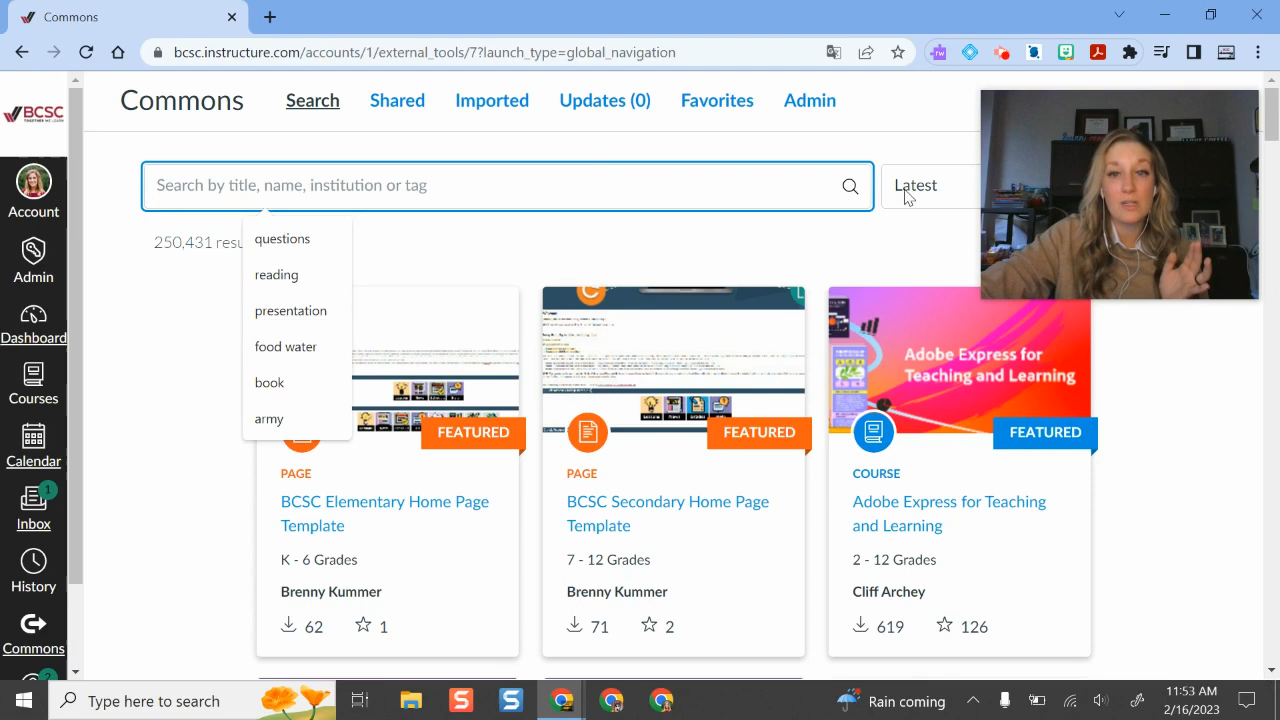 Commons
bcsc.instructure.com/accounts/1/external_tools/7?launch_type=global_navigation
BCSC
Account
Admin
Dashboard
Courses
Calendar
1
Inbox
History
Commons
2
Commons
Search
Shared
Imported
Updates (0)
Favorites
Admin
Search by title, name, institution or tag
Latest
250,431 resu
questions
reading
presentation
food water
book
army
FEATURED
PAGE
BCSC Elementary Home Page
Template
K - 6 Grades
Brenny Kummer
62
1
FEATURED
PAGE
BCSC Secondary Home Page
Template
7 - 12 Grades
Brenny Kummer
71
2
Adobe Express for
Teaching and Learning
FEATURED
COURSE
Adobe Express for Teaching
and Learning
2 - 12 Grades
Cliff Archey
619
126
Type here to search
Rain coming
11:53 AM
2/16/2023